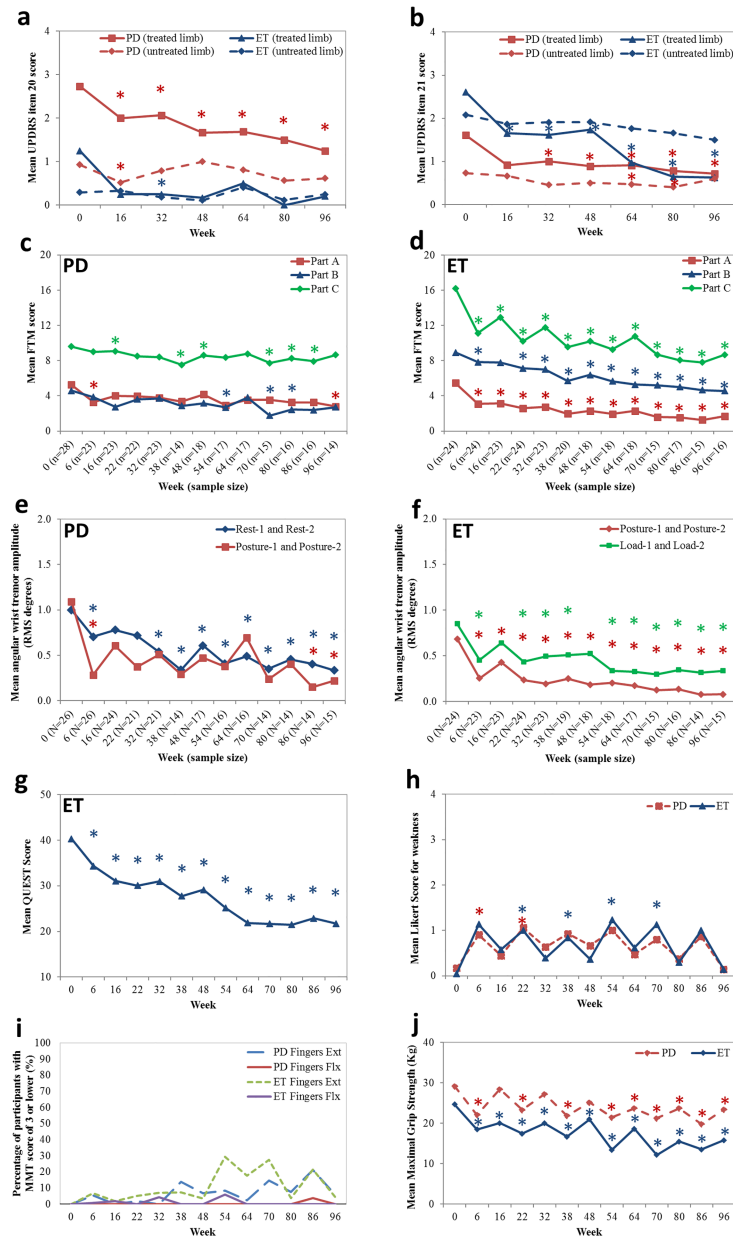 a
PD (treated limb)
ET (treated limb)
PD (untreated limb)
ET (untreated limb)
Mean UPDRS item 20 score
4
3
2
1
0
0 16 32 48 64 80 96
Week
b
PD (treated limb)
ET (treated limb)
PD (untreated limb)
ET (untreated limb)
Mean UPDRS item 21 score
4
3
2
1
0
0 16 32 48 64 80 96
Week
c
PD
Part A
Part B
Part C
Mean FTM score
20
16
12
8
4
0
0 (n=28)
6 (n=23)
16 (n=23)
22 (n=22)
32 (n=23)
38 (n=14)
48 (n=18)
54 (n=18)
64 (n=17)
70 (n=15)
80 (n=16)
86 (n=16)
96 (n=14)
Week (sample size)
d
ET
Part A
Part B
Part C
Mean FTM score
20
16
12
8
4
0
0 (n=24)
6 (n=24)
16 (n=23)
22 (n=24)
32 (n=23)
38 (n=20)
48 (n=18)
54 (n=18)
64 (n=18)
70 (n=15)
80 (n=17)
86 (n=15)
96 (n=16)
Week (sample size)
e
PD
Rest-1 and Rest-2
Posture-1 and Posture-2
Mean angular wrist tremor amplitude
(RMS degrees)
2.0
1.5
1.0
0.5
0.0
0 (N=26)
6 (N=26)
16 (N=24)
22 (N=21)
32 (N=21)
38 (N=14)
48 (N=17)
54 (N=16)
64 (N=16)
70 (N=14)
80 (N=14)
86 (N=14)
96 (N=15)
Week (sample size)
f
ET
Posture-1 and Posture-2
Load-1 and Load-2
Mean angular wrist tremor amplitude
(RMS degrees)
2.0
1.5
1.0
0.5
0.0
0 (N=24)
6 (N=23)
16 (N=23)
22 (N=24)
32 (N=23)
38 (N=19)
48 (N=18)
54 (N=18)
64 (N=17)
70 (N=15)
80 (N=16)
86 (N=15)
96 (N=15)
Week (sample size)
g
ET
Mean QUEST Score
50
40
30
20
10
0 6 16 22 32 38 48 54 64 70 80 86 96
Week
h
PD
ET
Mean Likert Score for weakness
4
3
2
1
0
0 6 16 22 32 38 48 54 64 70 80 86 96
Week
i
PD Fingers Ext
PD Fingers Flx
ET Fingers Ext
ET Fingers Flx
Percentage of participants with
MMT score of 3 or lower (%)
100
90
80
70
60
50
40
30
20
10
0
0 6 16 22 32 38 48 54 64 70 80 86 96
Week
j
PD
ET
Mean Maximal Grip Strength (Kg)
40
30
20
10
0
0 6 16 22 32 38 48 54 64 70 80 86 96
Week